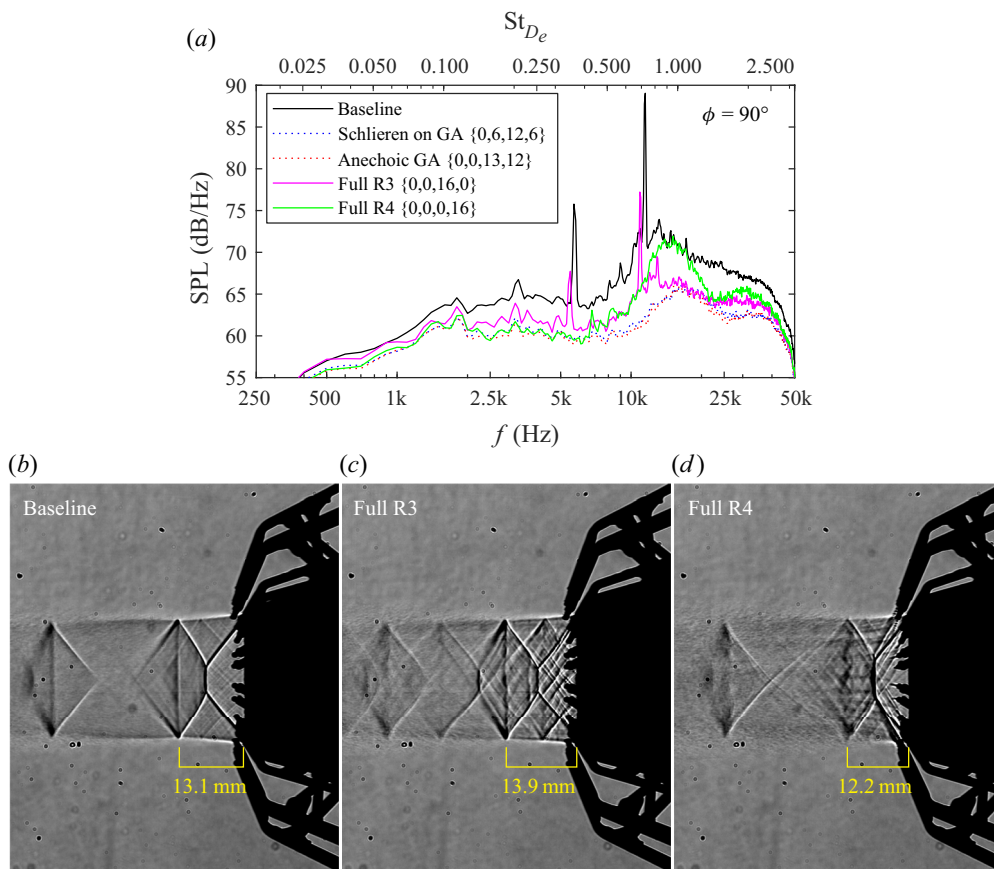 (a)
St_{D_e}
0.025 0.050 0.100 0.250 0.500 1.000 2.500
90
85
80
75
70
65
60
55
SPL (dB/Hz)
Baseline
Schlieren on GA {0,6,12,6}
Anechoic GA {0,0,13,12}
Full R3 {0,0,16,0}
Full R4 {0,0,0,16}
ϕ = 90°
250 500 1k 2.5k 5k 10k 25k 50k
f (Hz)
(b)
Baseline
13.1 mm
(c)
Full R3
13.9 mm
(d)
Full R4
12.2 mm